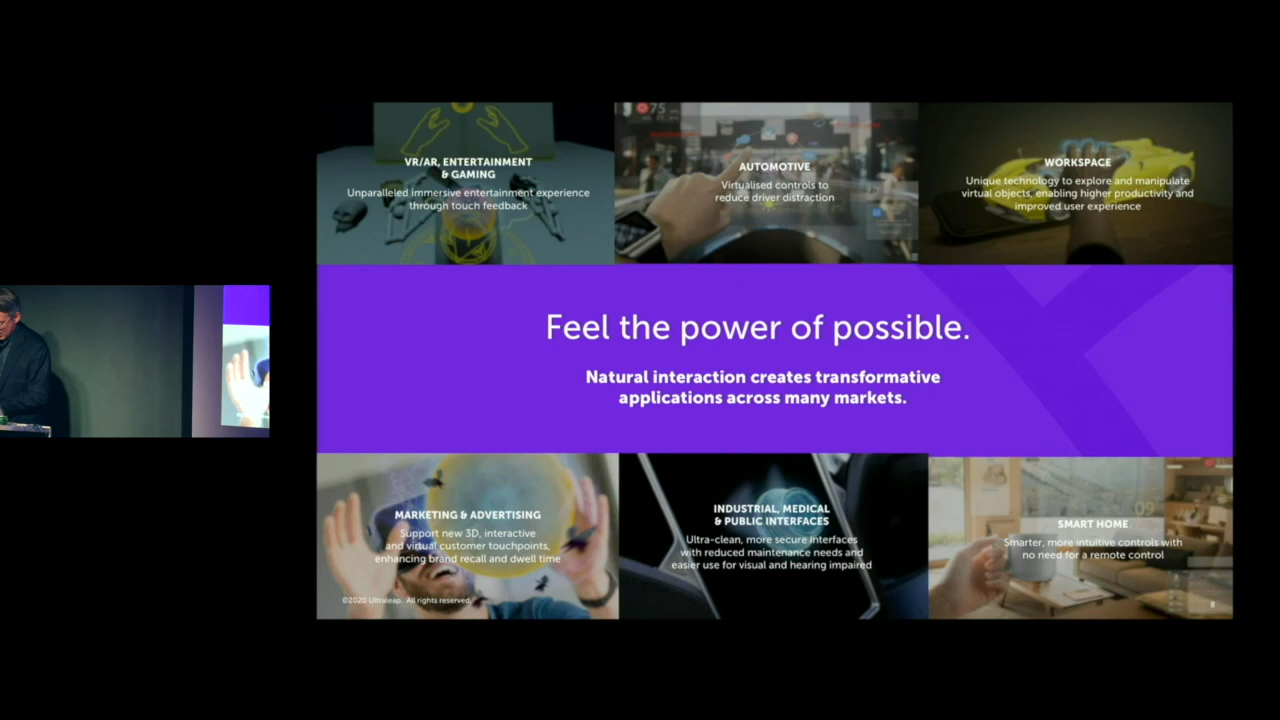 75
VR/AR, ENTERTAINMENT
& GAMING
Unparalleled immersive entertainment experience
through touch feedback
AUTOMOTIVE
Virtualised controls to
reduce driver distraction
WORKSPACE
Unique technology to explore and manipulate
virtual objects, enabling higher productivity and
improved user experience
Feel the power of possible.
Natural interaction creates transformative
applications across many markets.
MARKETING & ADVERTISING
Support new 3D, interactive
and virtual customer touchpoints,
enhancing brand recall and dwell time
©2020 Ultraleap. All rights reserved.
INDUSTRIAL, MEDICAL
& PUBLIC INTERFACES
Ultra-clean, more secure interfaces
with reduced maintenance needs and
easier use for visual and hearing impaired
09
SMART HOME
Smarter, more intuitive controls with
no need for a remote control
8